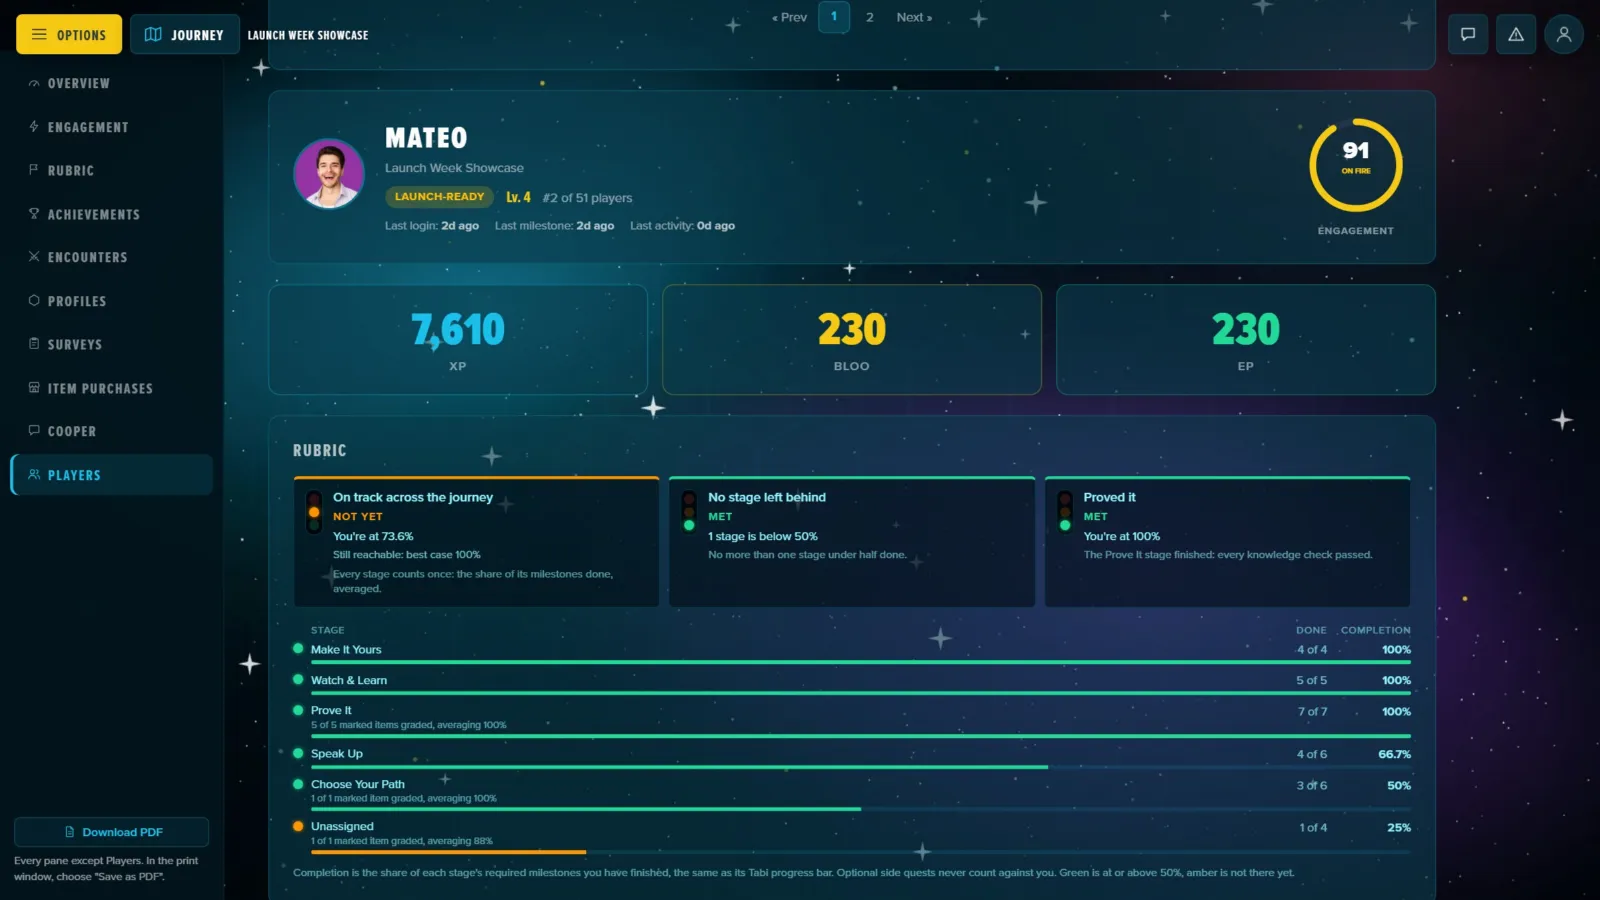 OPTIONS
JOURNEY
LAUNCH WEEK SHOWCASE
« Prev
1
2
Next »
OVERVIEW
ENGAGEMENT
RUBRIC
ACHIEVEMENTS
ENCOUNTERS
PROFILES
SURVEYS
ITEM PURCHASES
COOPER
PLAYERS
Download PDF
Every pane except Players. In the print
window, choose "Save as PDF".
MATEO
Launch Week Showcase
LAUNCH-READY
Lv. 4
#2 of 51 players
Last login: 2d ago
Last milestone: 2d ago
Last activity: 0d ago
91
ON FIRE
ENGAGEMENT
7,610
XP
230
BLOO
230
EP
RUBRIC
On track across the journey
NOT YET
You're at 73.6%
Still reachable: best case 100%
Every stage counts once: the share of its milestones done,
averaged.
No stage left behind
MET
1 stage is below 50%
No more than one stage under half done.
Proved it
MET
You're at 100%
The Prove It stage finished: every knowledge check passed.
STAGE DONE COMPLETION
Make It Yours 4 of 4 100%
Watch & Learn 5 of 5 100%
Prove It 7 of 7 100%
5 of 5 marked items graded, averaging 100%
Speak Up 4 of 6 66.7%
Choose Your Path 3 of 6 50%
1 of 1 marked item graded, averaging 100%
Unassigned 1 of 4 25%
1 of 1 marked item graded, averaging 88%
Completion is the share of each stage's required milestones you have finished, the same as its Tabi progress bar. Optional side quests never count against you. Green is at or above 50%, amber is not there yet.